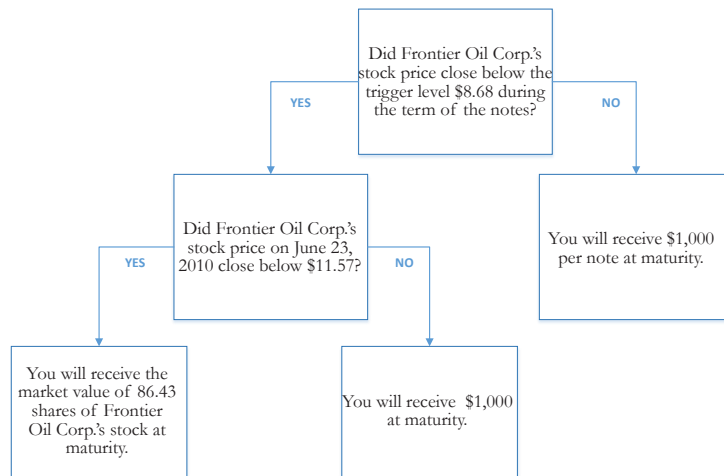 Did Frontier Oil Corp.'s
stock price close below the
trigger level $8.68 during
the term of the notes?
YES
NO
Did Frontier Oil Corp.'s
stock price on June 23,
2010 close below $11.57?
You will receive $1,000
per note at maturity.
YES
NO
You will receive the
market value of 86.43
shares of Frontier
Oil Corp.'s stock at
maturity.
You will receive $1,000
at maturity.